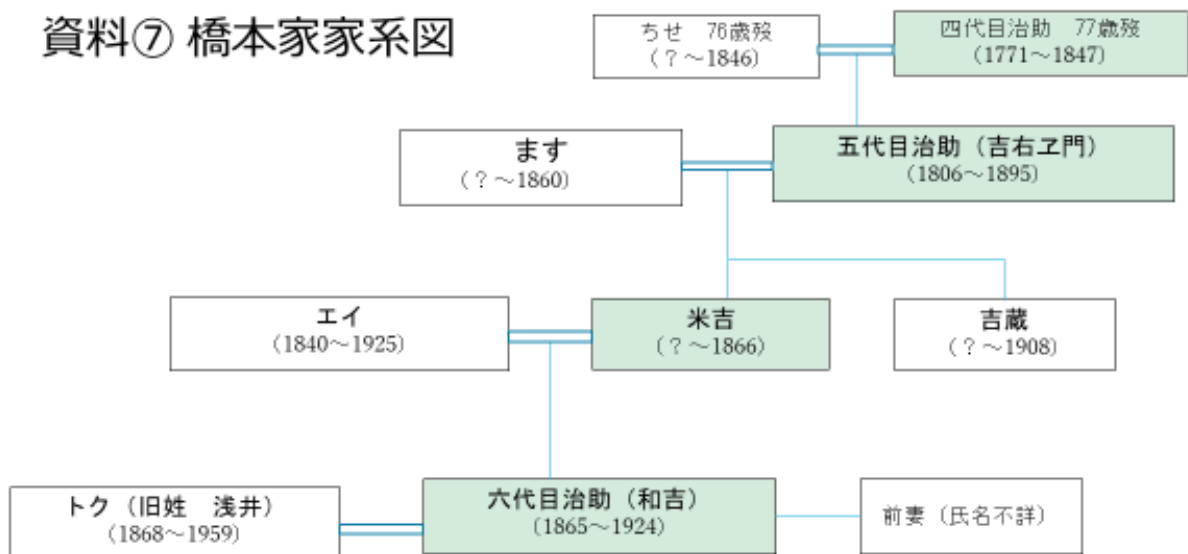 資料⑦ 橋本家家系図
ちせ 76歳歿
(?～1846)
四代目治助 77歳歿
(1771～1847)
ます
(?～1860)
五代目治助(吉右ヱ門)
(1806～1895)
エイ
(1840～1925)
米吉
(?～1866)
吉蔵
(?～1908)
トク(旧姓 浅井)
(1868～1959)
六代目治助(和吉)
(1865～1924)
前妻(氏名不詳)